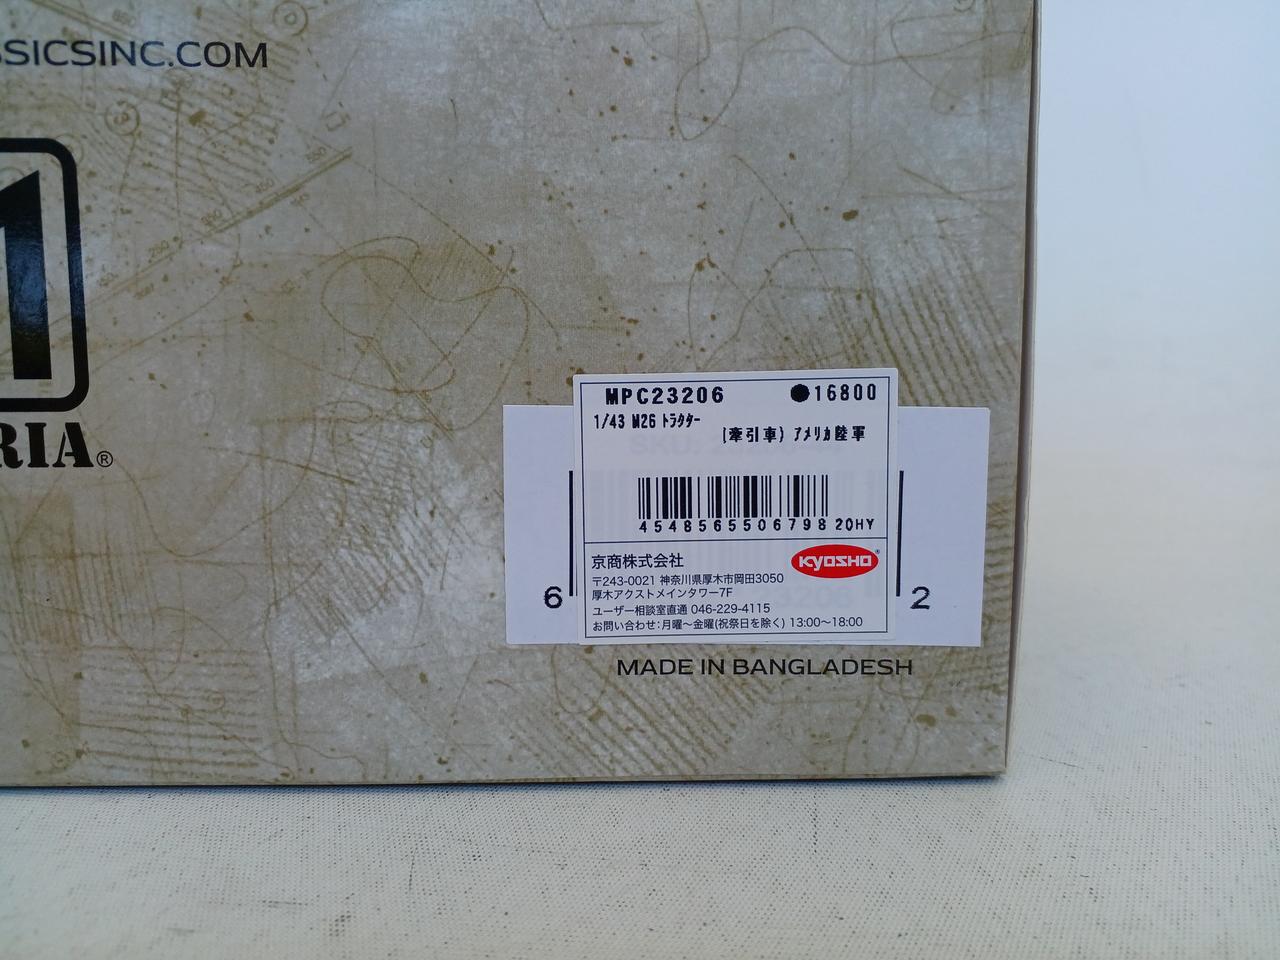 SSICSINC.COM
1
RIA®
MPC23206 ●16800
1/43 M26 ﾄﾗｸﾀｰ
(牽引車) ｱﾒﾘｶ陸軍
4548565506798 20HY
京商株式会社
KYOSHO®
〒243-0021 神奈川県厚木市岡田3050
厚木アクストメインタワー7F
ユーザー相談室直通 046-229-4115
お問い合わせ:月曜～金曜(祝祭日を除く) 13:00～18:00
6 2
MADE IN BANGLADESH